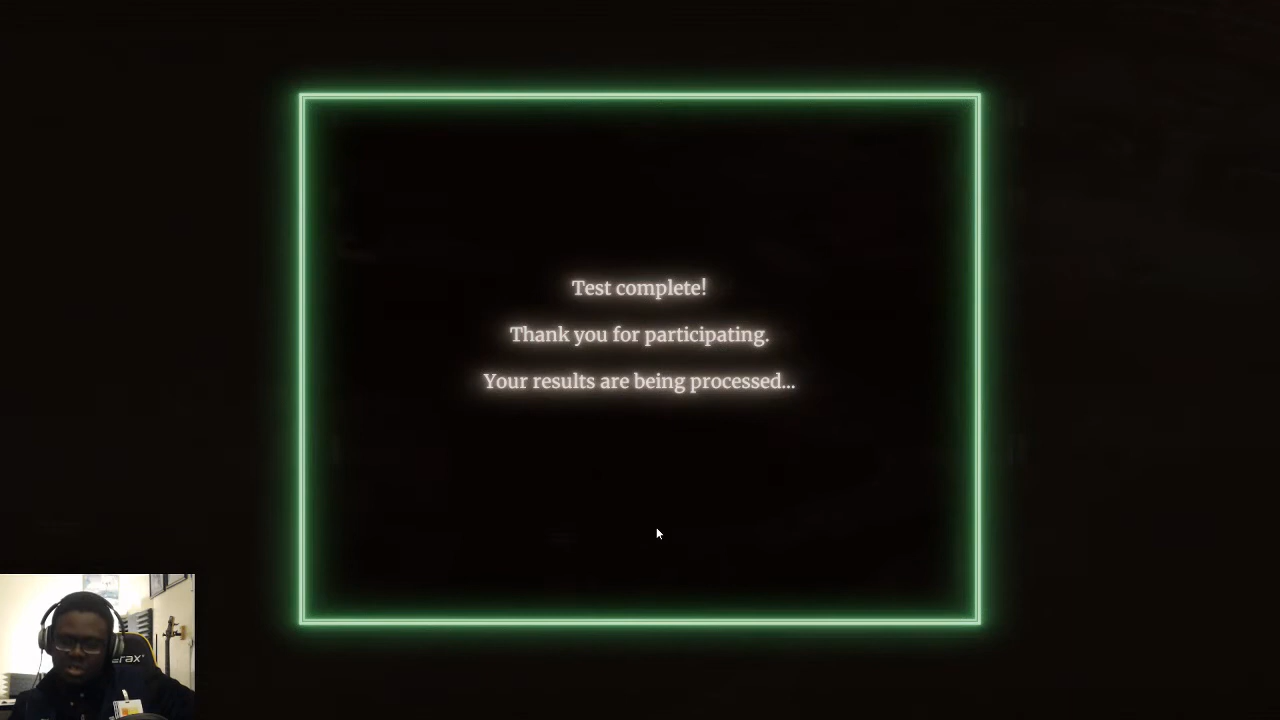 Test complete!
Thank you for participating.
Your results are being processed...